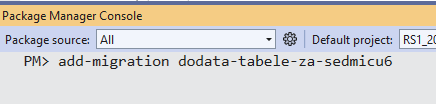 Package Manager Console
Package source: All Default project: RS1_20
PM> add-migration dodata-tabele-za-sedmicu6